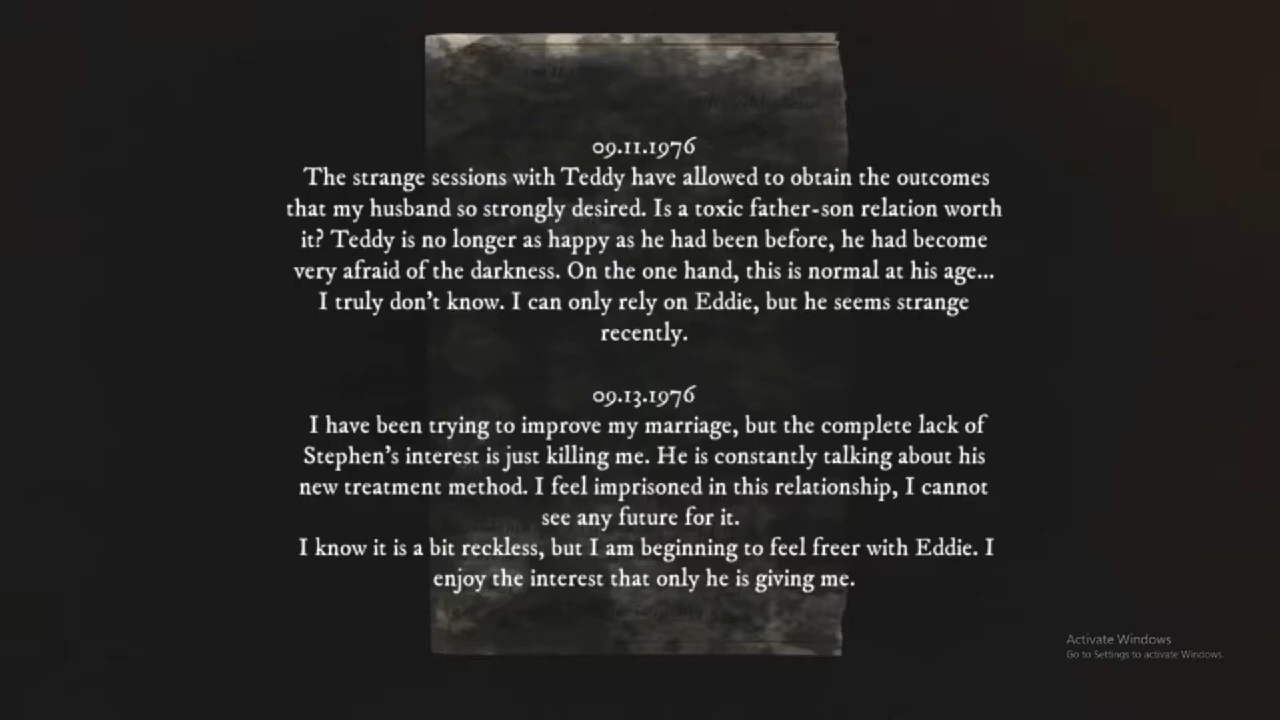 09.11.1976
The strange sessions with Teddy have allowed to obtain the outcomes
that my husband so strongly desired. Is a toxic father-son relation worth
it? Teddy is no longer as happy as he had been before, he had become
very afraid of the darkness. On the one hand, this is normal at his age...
I truly don't know. I can only rely on Eddie, but he seems strange
recently.
09.13.1976
I have been trying to improve my marriage, but the complete lack of
Stephen's interest is just killing me. He is constantly talking about his
new treatment method. I feel imprisoned in this relationship, I cannot
see any future for it.
I know it is a bit reckless, but I am beginning to feel freer with Eddie. I
enjoy the interest that only he is giving me.
Activate Windows
Go to Settings to activate Windows.